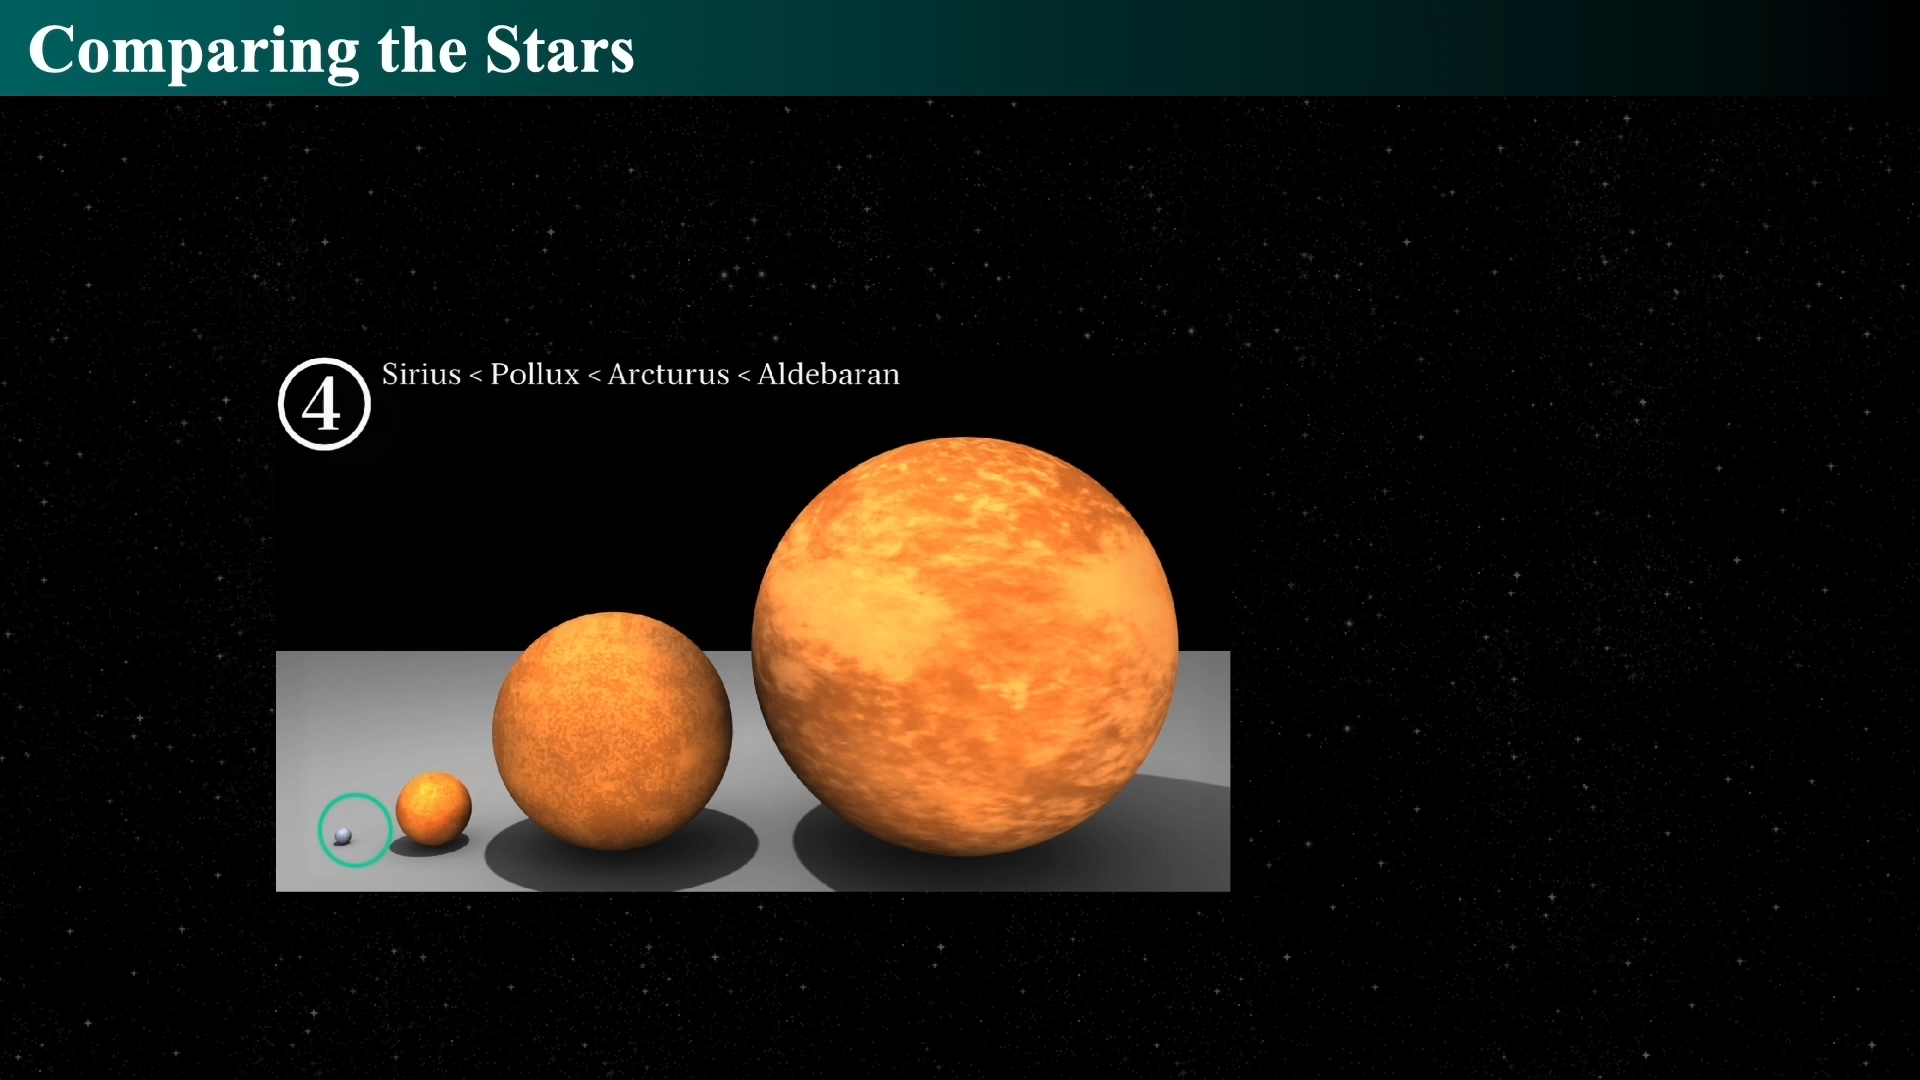 Comparing the Stars
4
Sirius < Pollux < Arcturus < Aldebaran